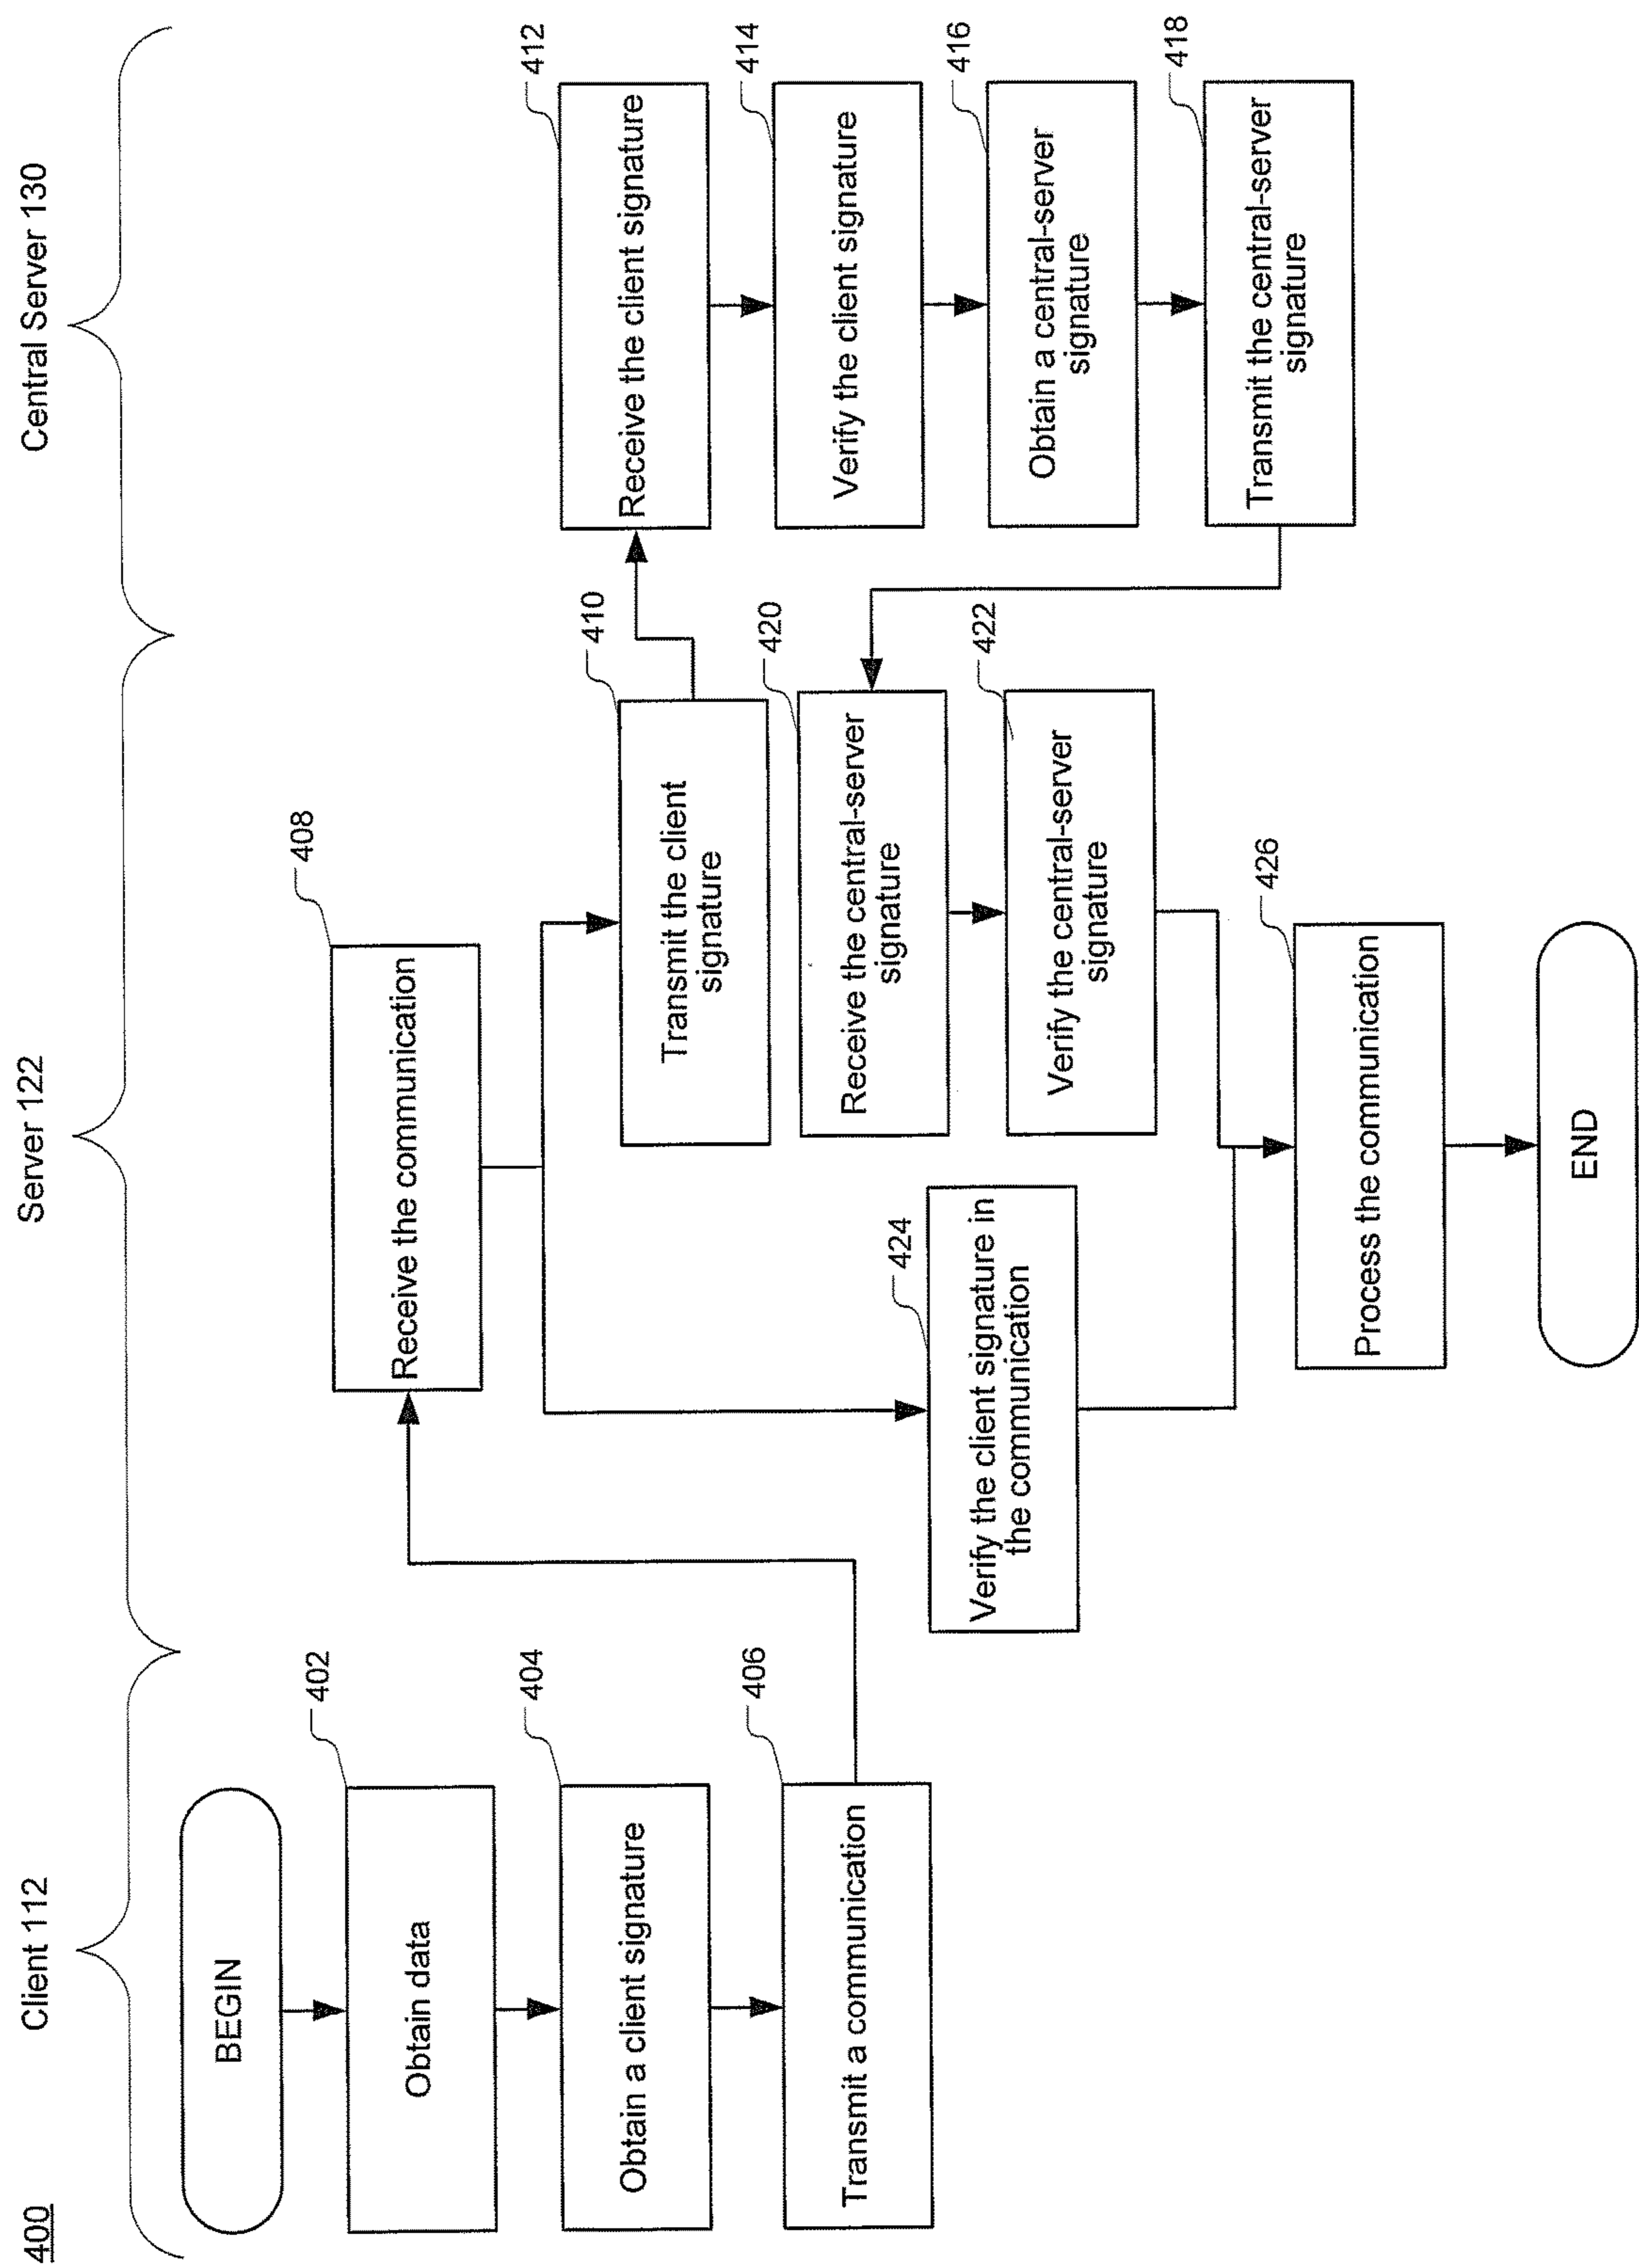 400
Client 112
Server 122
Central Server 130
BEGIN
402
Obtain data
404
Obtain a client signature
406
Transmit a communication
408
Receive the communication
410
Transmit the client
signature
412
Receive the client signature
414
Verify the client signature
416
Obtain a central-server
signature
418
Transmit the central-server
signature
420
Receive the central-server
signature
422
Verify the central-server
signature
424
Verify the client signature in
the communication
426
Process the communication
END